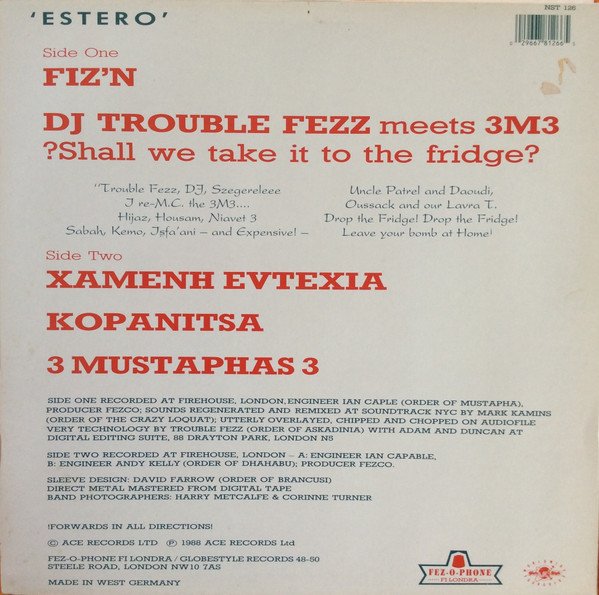 'ESTERO'
NST 126
0 29667 81266 5
Side One
FIZ'N
DJ TROUBLE FEZZ meets 3M3
?Shall we take it to the fridge?
"Trouble Fezz, DJ, Szegereleee
I re-M.C. the 3M3....
Hijaz, Housam, Niavet 3
Sabah, Kemo, Isfa'ani – and Expensive! –
Uncle Patrel and Daoudi,
Oussack and our Lavra T.
Drop the Fridge! Drop the Fridge!
Leave your bomb at Home!
Side Two
XAMENH EVTEXIA
KOPANITSA
3 MUSTAPHAS 3
SIDE ONE RECORDED AT FIREHOUSE, LONDON,ENGINEER IAN CAPLE (ORDER OF MUSTAPHA),
PRODUCER FEZCO; SOUNDS REGENERATED AND REMIXED AT SOUNDTRACK NYC BY MARK KAMINS
(ORDER OF THE CRAZY LOQUAT); UTTERLY OVERLAYED, CHIPPED AND CHOPPED ON AUDIOFILE
VERY TECHNOLOGY BY TROUBLE FEZZ (ORDER OF ASKADINIA) WITH ADAM AND DUNCAN AT
DIGITAL EDITING SUITE, 88 DRAYTON PARK, LONDON N5
SIDE TWO RECORDED AT FIREHOUSE, LONDON – A: ENGINEER IAN CAPABLE,
B: ENGINEER ANDY KELLY (ORDER OF DHAHABU); PRODUCER FEZCO.
SLEEVE DESIGN: DAVID FARROW (ORDER OF BRANCUSI)
DIRECT METAL MASTERED FROM DIGITAL TAPE
BAND PHOTOGRAPHERS: HARRY METCALFE & CORINNE TURNER
!FORWARDS IN ALL DIRECTIONS!
© ACE RECORDS LTD ℗ 1988 ACE RECORDS Ltd
FEZ-O-PHONE FI LONDRA / GLOBESTYLE RECORDS 48-50
STEELE ROAD, LONDON NW10 7AS
MADE IN WEST GERMANY
FEZ-O-PHONE
FI LONDRA